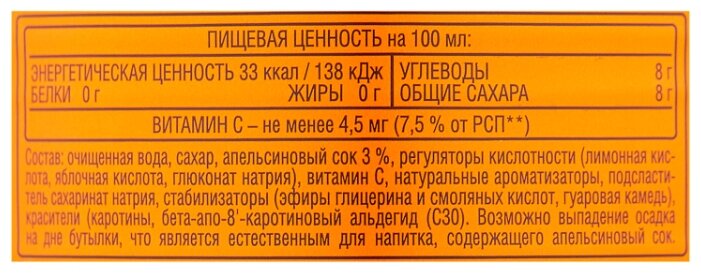 ПИЩЕВАЯ ЦЕННОСТЬ на 100 мл:
ЭНЕРГЕТИЧЕСКАЯ ЦЕННОСТЬ 33 ккал / 138 кДж
БЕЛКИ 0 г ЖИРЫ 0 г
УГЛЕВОДЫ 8 г
ОБЩИЕ САХАРА 8 г
ВИТАМИН С – не менее 4,5 мг (7,5 % от РСП**)
Состав: очищенная вода, сахар, апельсиновый сок 3 %, регуляторы кислотности (лимонная кис-
лота, яблочная кислота, глюконат натрия), витамин С, натуральные ароматизаторы, подсласти-
тель сахаринат натрия, стабилизаторы (эфиры глицерина и смоляных кислот, гуаровая камедь),
красители (каротины, бета-апо-8'-каротиновый альдегид (С30). Возможно выпадение осадка
на дне бутылки, что является естественным для напитка, содержащего апельсиновый сок.